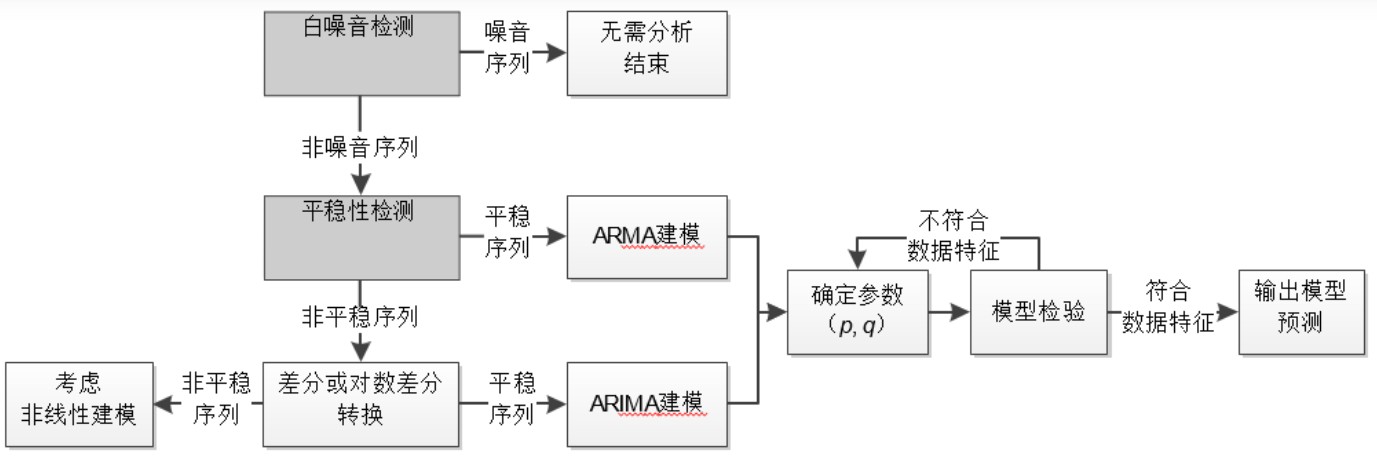 白噪音检测
噪音
序列
无需分析
结束
非噪音序列
平稳性检测
平稳
序列
ARMA建模
非平稳序列
差分或对数差分
转换
非平稳
序列
考虑
非线性建模
平稳
序列
ARIMA建模
确定参数
（p, q）
不符合
数据特征
模型检验
符合
数据特征
输出模型
预测